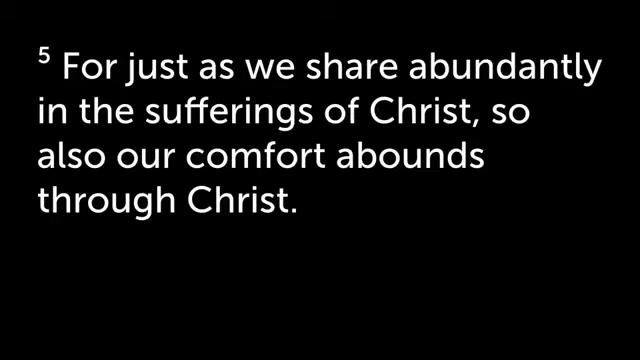 ⁵ For just as we share abundantly
in the sufferings of Christ, so
also our comfort abounds
through Christ.